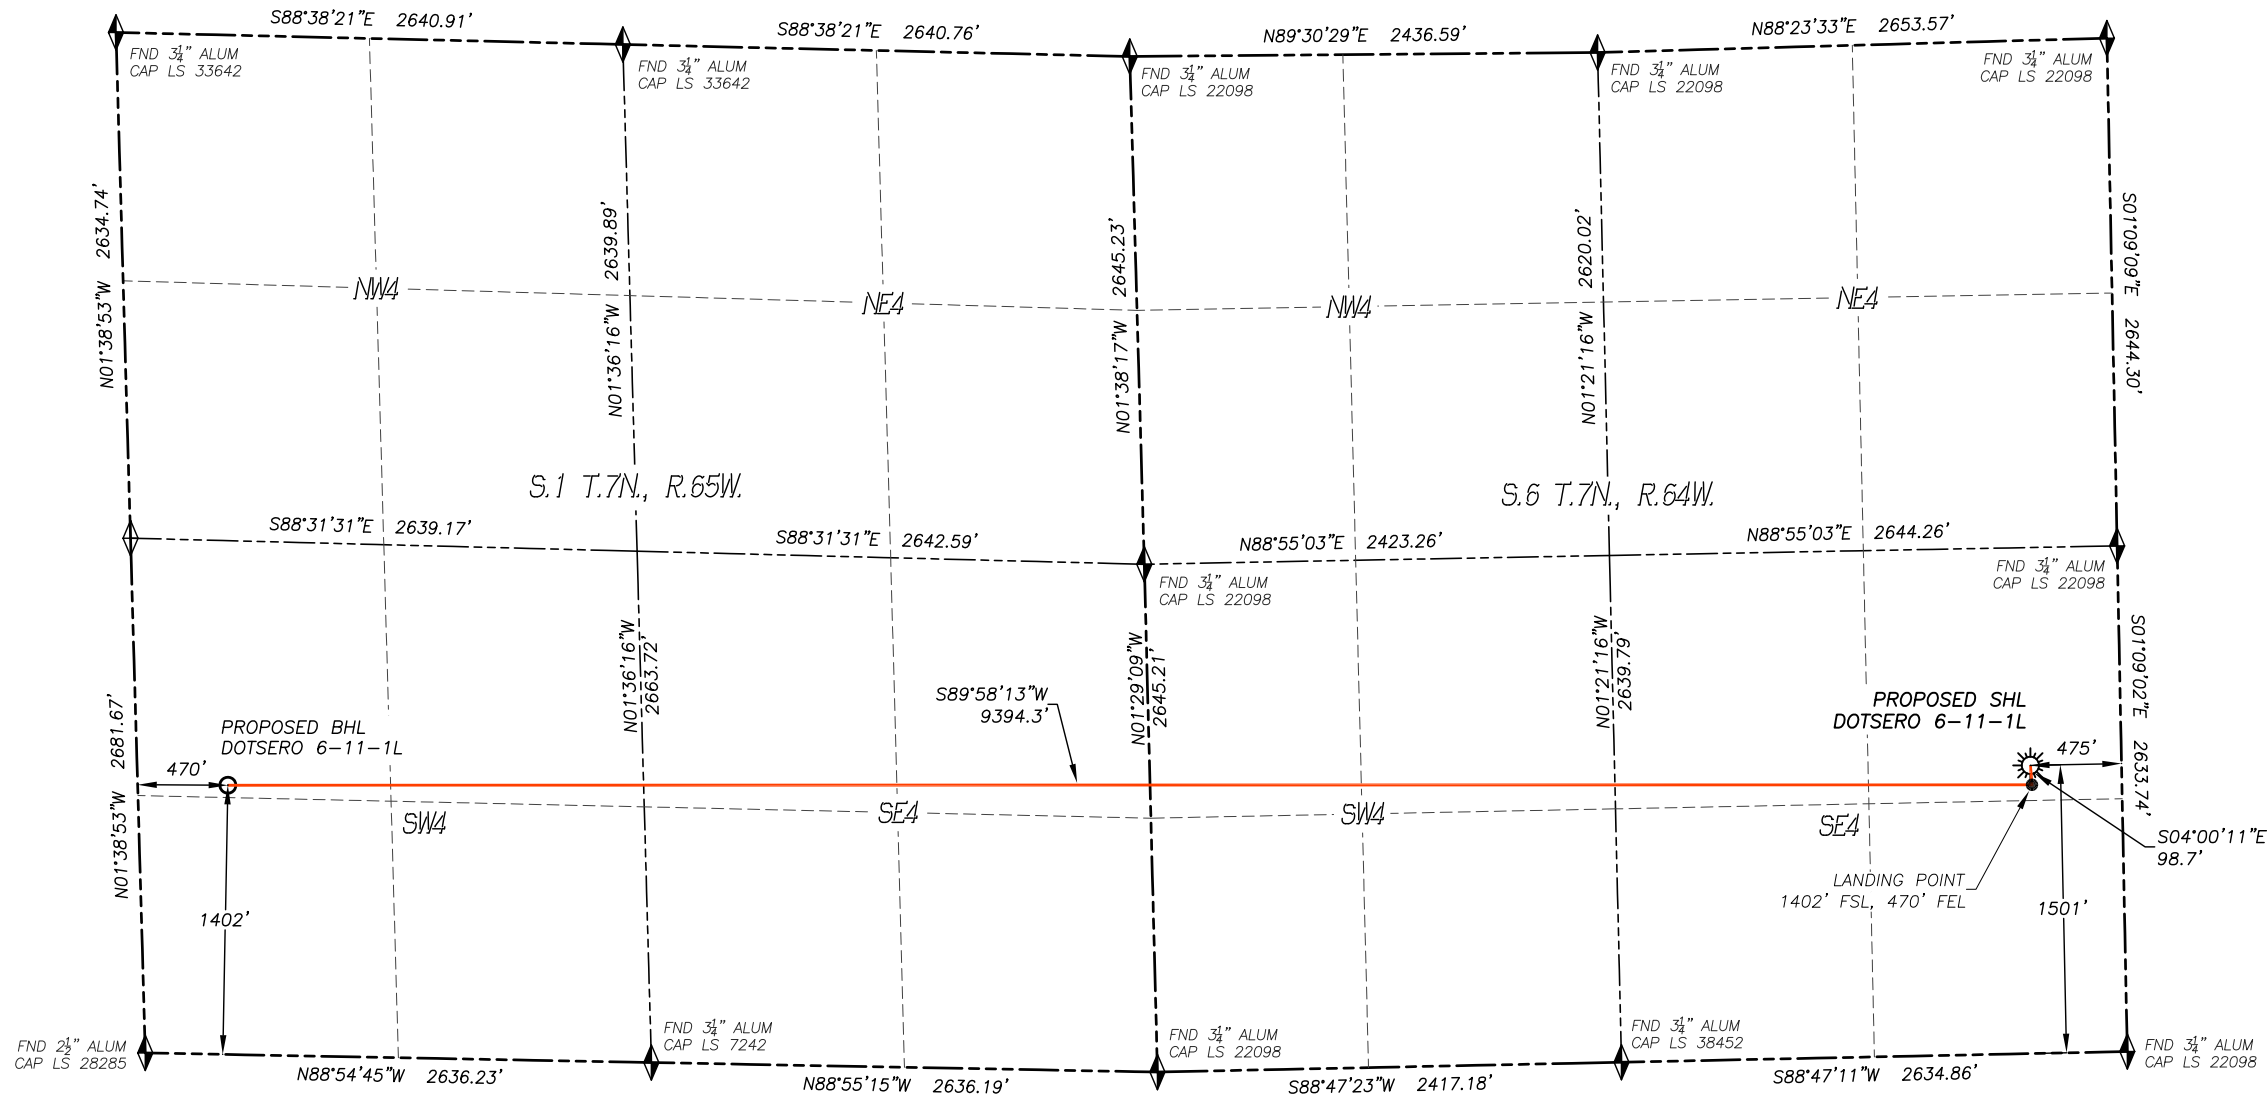 S88°38'21"E 2640.91'
S88°38'21"E 2640.76'
N89°30'29"E 2436.59'
N88°23'33"E 2653.57'
FND 3¼" ALUM
CAP LS 33642
FND 3¼" ALUM
CAP LS 33642
FND 3¼" ALUM
CAP LS 22098
FND 3¼" ALUM
CAP LS 22098
FND 3¼" ALUM
CAP LS 22098
N01°38'53"W 2634.74'
N01°36'16"W 2639.89'
N01°38'17"W 2645.23'
N01°21'16"W 2620.02'
S01°09'09"E 2644.30'
NW4
NE4
NW4
NE4
S.1 T.7N., R.65W.
S.6 T.7N., R.64W.
S88°31'31"E 2639.17'
S88°31'31"E 2642.59'
N88°55'03"E 2423.26'
N88°55'03"E 2644.26'
FND 3¼" ALUM
CAP LS 22098
FND 3¼" ALUM
CAP LS 22098
N01°38'53"W 2681.67'
N01°36'16"W
2663.72'
N01°29'09"W
2645.21'
N01°21'16"W
2639.79'
S01°09'02"E 2633.74'
S89°58'13"W
9394.3'
PROPOSED SHL
DOTSERO 6-11-1L
PROPOSED BHL
DOTSERO 6-11-1L
470'
475'
SW4
SE4
SW4
SE4
S04°00'11"E
98.7'
LANDING POINT
1402' FSL, 470' FEL
1402'
1501'
FND 2½" ALUM
CAP LS 28285
FND 3¼" ALUM
CAP LS 7242
FND 3¼" ALUM
CAP LS 22098
FND 3¼" ALUM
CAP LS 38452
FND 3¼" ALUM
CAP LS 22098
N88°54'45"W 2636.23'
N88°55'15"W 2636.19'
S88°47'23"W 2417.18'
S88°47'11"W 2634.86'